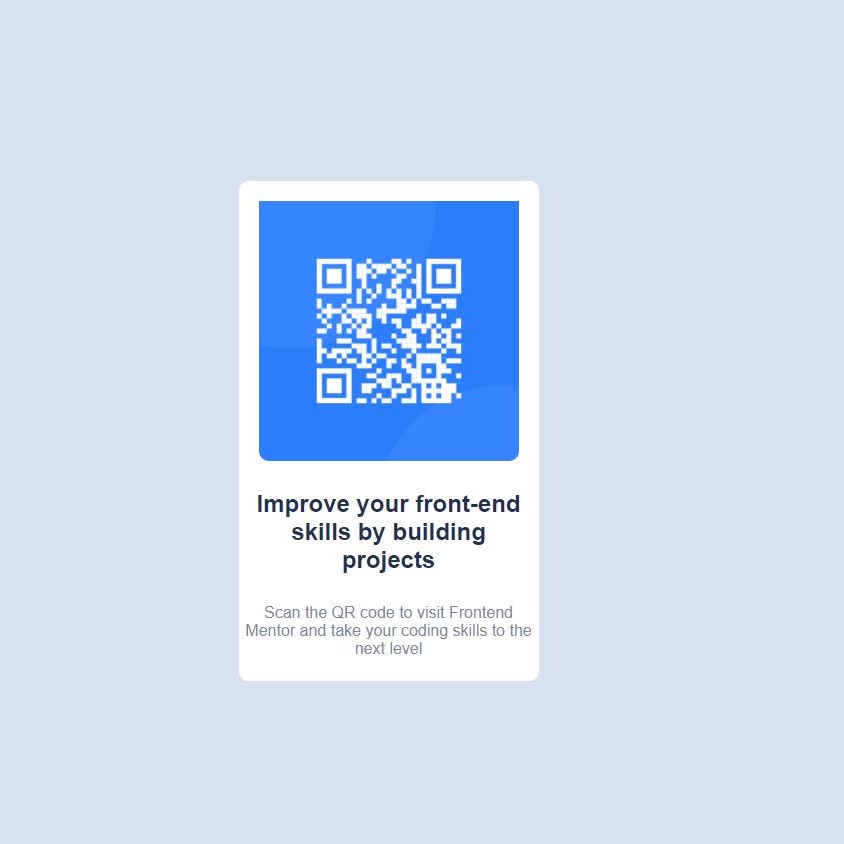 Improve your front-end
skills by building
projects
Scan the QR code to visit Frontend
Mentor and take your coding skills to the
next level